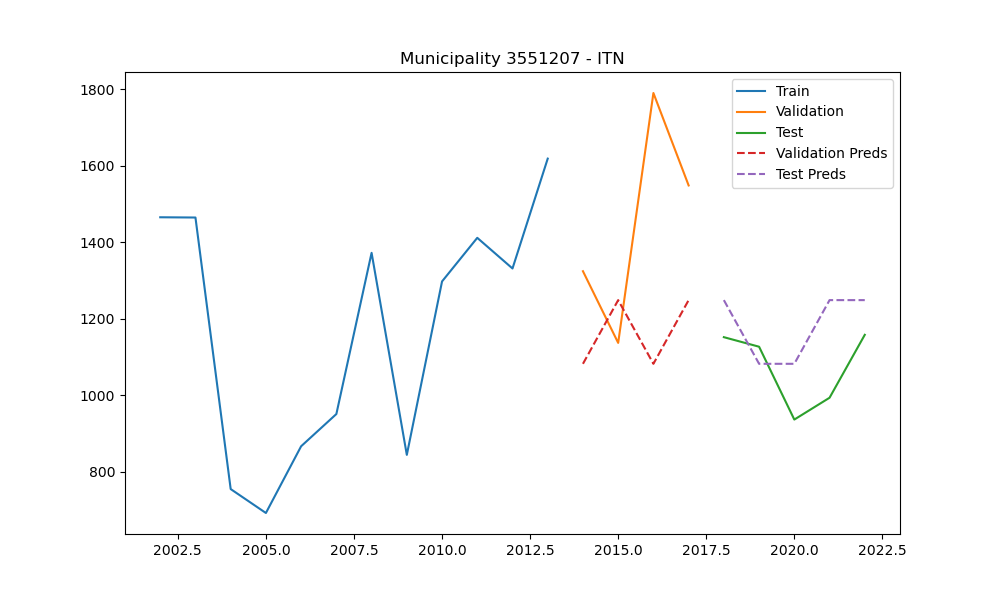 Municipality 3551207 - ITN
Train
Validation
Test
Validation Preds
Test Preds
1800
1600
1400
1200
1000
800
2002.5 2005.0 2007.5 2010.0 2012.5 2015.0 2017.5 2020.0 2022.5